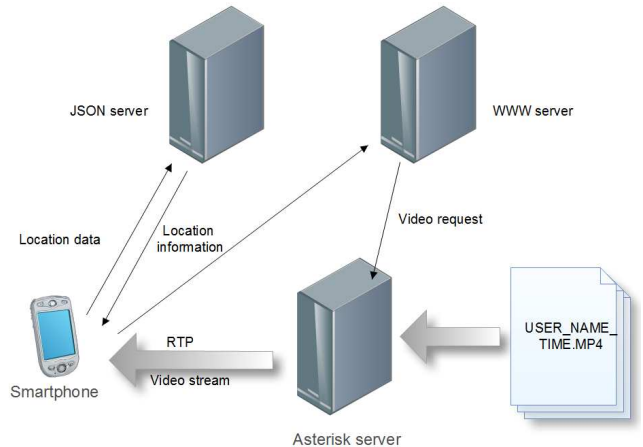 JSON server
WWW server
Location data
Location
information
Video request
RTP
Video stream
USER_NAME_
TIME.MP4
Smartphone
Asterisk server